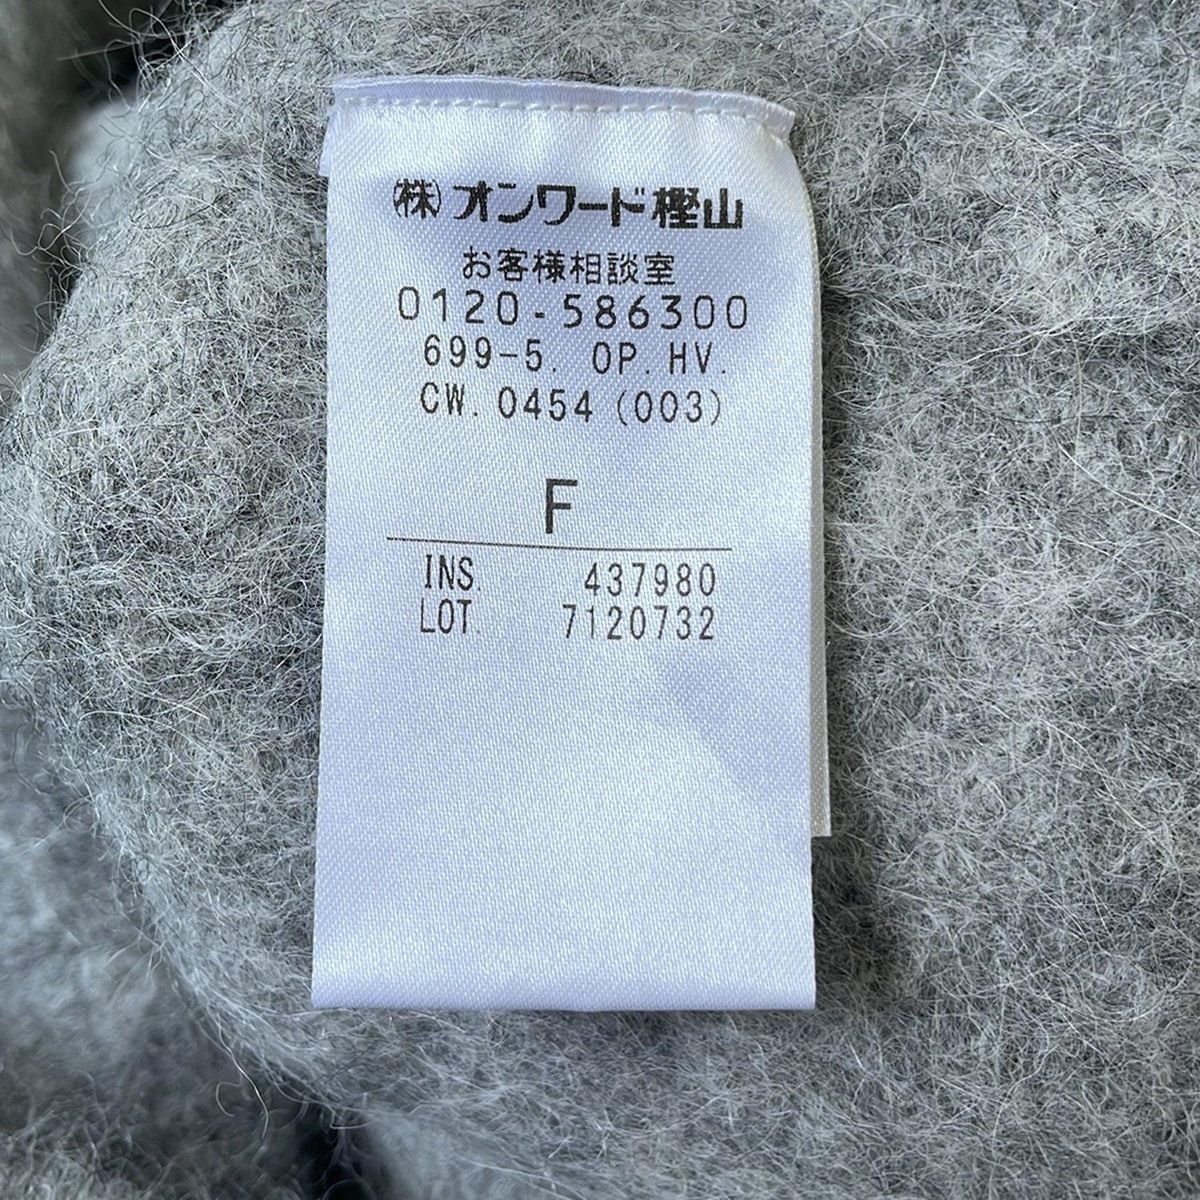 ㈱オンワード樫山
お客様相談室
0120-586300
699-5. OP. HV.
CW. 0454 (003)
F
INS. 437980
LOT. 7120732